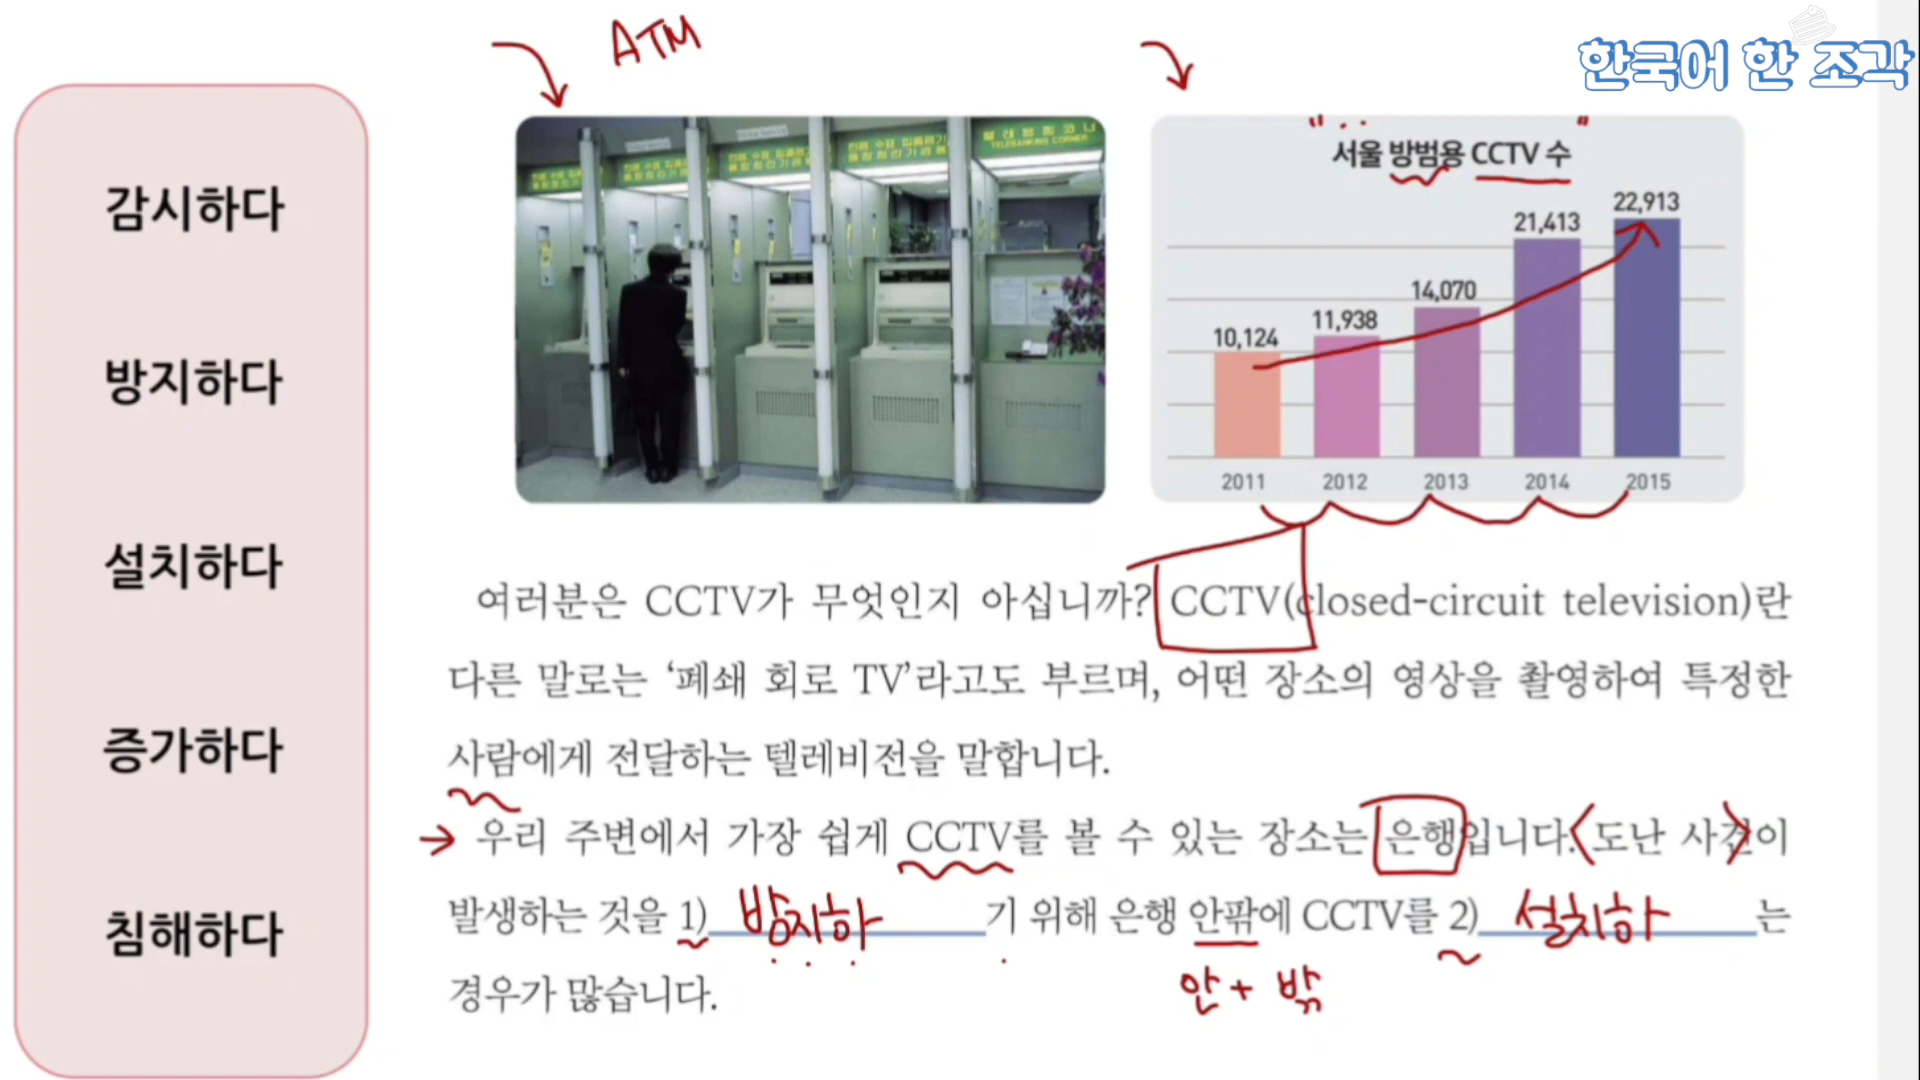 ATM
한국어 한 조각
감시하다
방지하다
설치하다
증가하다
침해하다
TELEBANKING CORNER
서울 방범용 CCTV 수
10,124
11,938
14,070
21,413
22,913
2011 2012 2013 2014 2015
여러분은 CCTV가 무엇인지 아십니까? CCTV(closed-circuit television)란
다른 말로는 ‘폐쇄 회로 TV’라고도 부르며, 어떤 장소의 영상을 촬영하여 특정한
사람에게 전달하는 텔레비전을 말합니다.
우리 주변에서 가장 쉽게 CCTV를 볼 수 있는 장소는 은행입니다. 도난 사건이
발생하는 것을 1) 방지하 기 위해 은행 안팎에 CCTV를 2) 설치하 는
안 + 밖
경우가 많습니다.